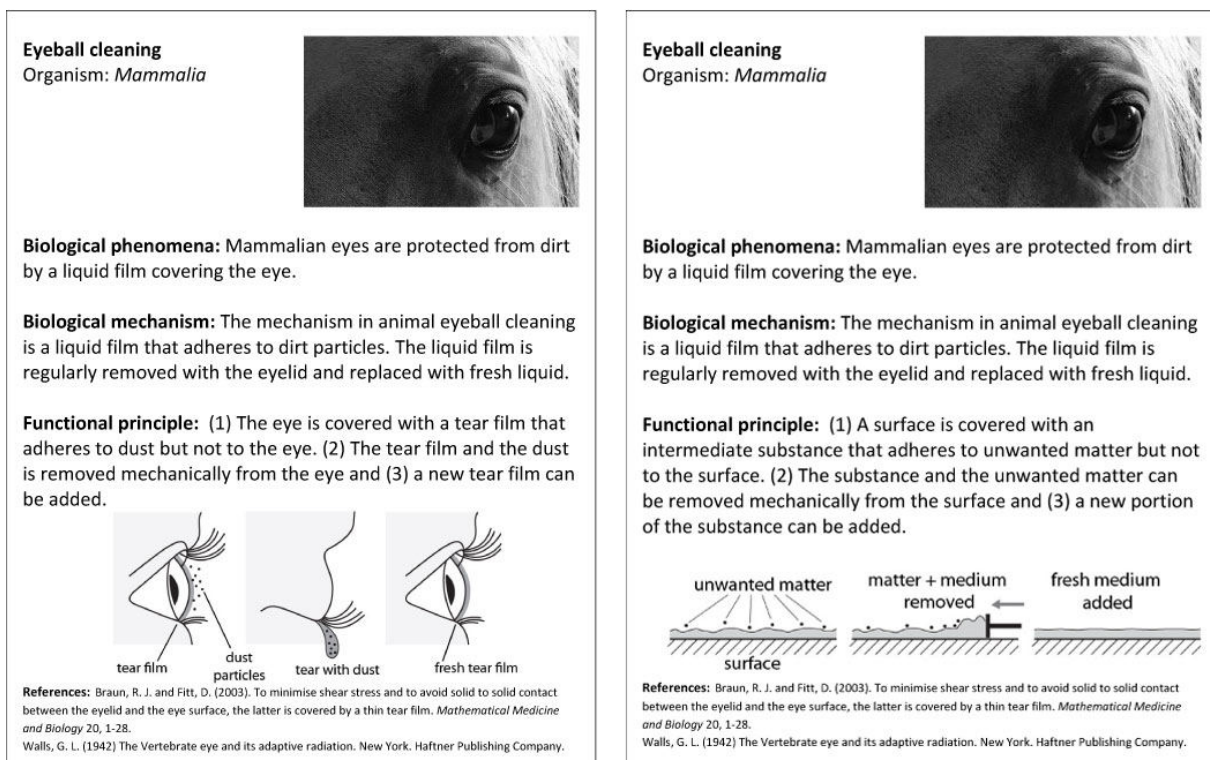 Eyeball cleaning
Organism: Mammalia
Biological phenomena: Mammalian eyes are protected from dirt
by a liquid film covering the eye.
Biological mechanism: The mechanism in animal eyeball cleaning
is a liquid film that adheres to dirt particles. The liquid film is
regularly removed with the eyelid and replaced with fresh liquid.
Functional principle: (1) The eye is covered with a tear film that
adheres to dust but not to the eye. (2) The tear film and the dust
is removed mechanically from the eye and (3) a new tear film can
be added.
tear film
dust
particles
tear with dust
fresh tear film
References: Braun, R. J. and Fitt, D. (2003). To minimise shear stress and to avoid solid to solid contact
between the eyelid and the eye surface, the latter is covered by a thin tear film. Mathematical Medicine
and Biology 20, 1-28.
Walls, G. L. (1942) The Vertebrate eye and its adaptive radiation. New York. Haftner Publishing Company.
Eyeball cleaning
Organism: Mammalia
Biological phenomena: Mammalian eyes are protected from dirt
by a liquid film covering the eye.
Biological mechanism: The mechanism in animal eyeball cleaning
is a liquid film that adheres to dirt particles. The liquid film is
regularly removed with the eyelid and replaced with fresh liquid.
Functional principle: (1) A surface is covered with an
intermediate substance that adheres to unwanted matter but not
to the surface. (2) The substance and the unwanted matter can
be removed mechanically from the surface and (3) a new portion
of the substance can be added.
unwanted matter
matter + medium
removed
fresh medium
added
surface
References: Braun, R. J. and Fitt, D. (2003). To minimise shear stress and to avoid solid to solid contact
between the eyelid and the eye surface, the latter is covered by a thin tear film. Mathematical Medicine
and Biology 20, 1-28.
Walls, G. L. (1942) The Vertebrate eye and its adaptive radiation. New York. Haftner Publishing Company.